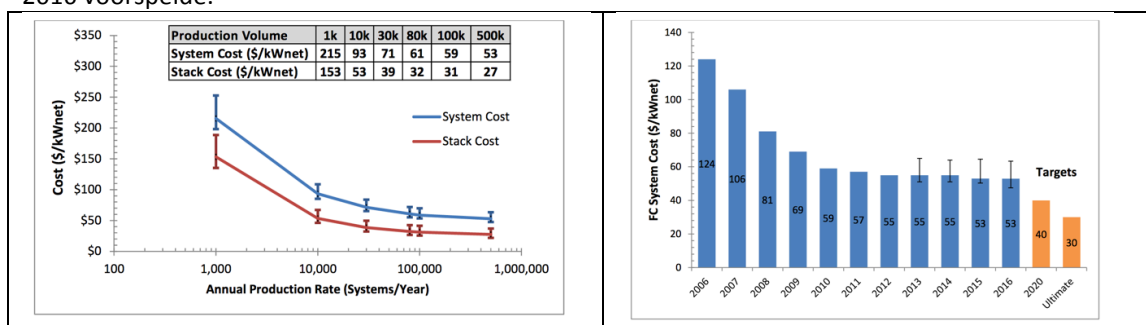 2016 voorspelde.
Production Volume 1k 10k 30k 80k 100k 500k
System Cost ($/kWnet) 215 93 71 61 59 53
Stack Cost ($/kWnet) 153 53 39 32 31 27
$350
$300
$250
$200
$150
$100
$50
$0
Cost ($/kWnet)
System Cost
Stack Cost
100 1,000 10,000 100,000 1,000,000
Annual Production Rate (Systems/Year)
140
120
100
80
60
40
20
0
FC System Cost ($/kWnet)
Targets
124 106 81 69 59 57 55 55 55 53 53 40 30
2006 2007 2008 2009 2010 2011 2012 2013 2014 2015 2016 2020 Ultimate